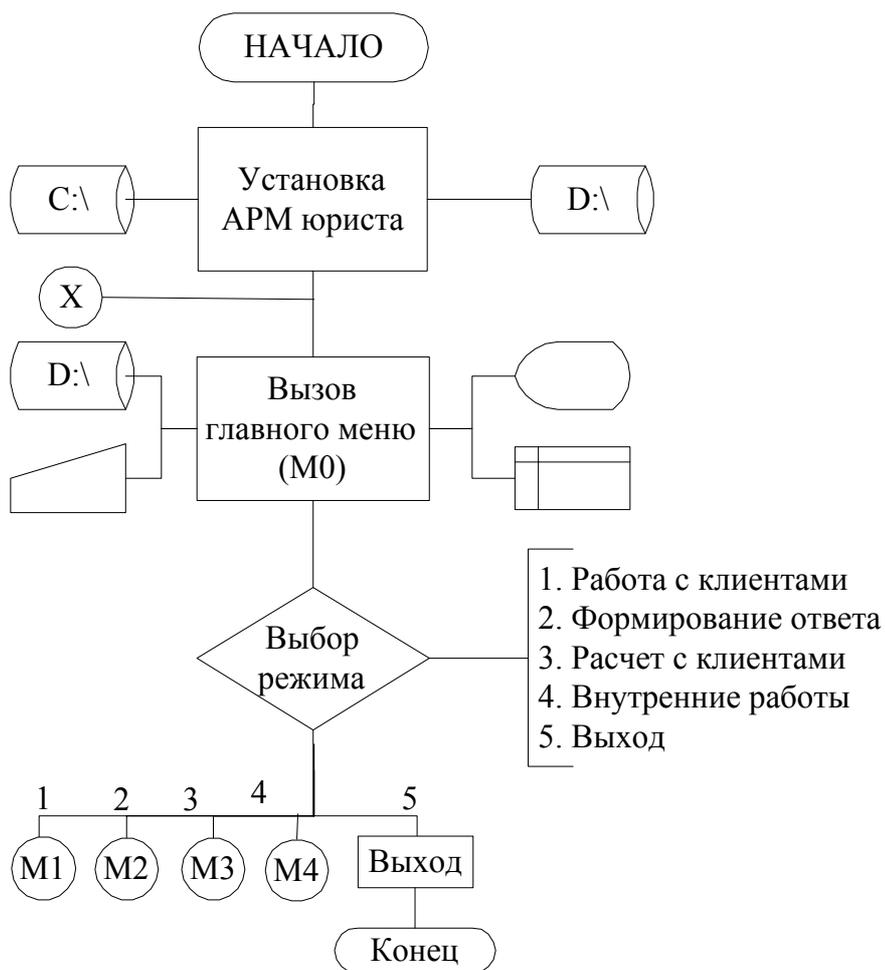 НАЧАЛО
C:\
Установка
АРМ юриста
D:\
X
D:\
Вызов
главного меню
(М0)
Выбор
режима
1. Работа с клиентами
2. Формирование ответа
3. Расчет с клиентами
4. Внутренние работы
5. Выход
1 2 3 4 5
М1 М2 М3 М4 Выход
Конец